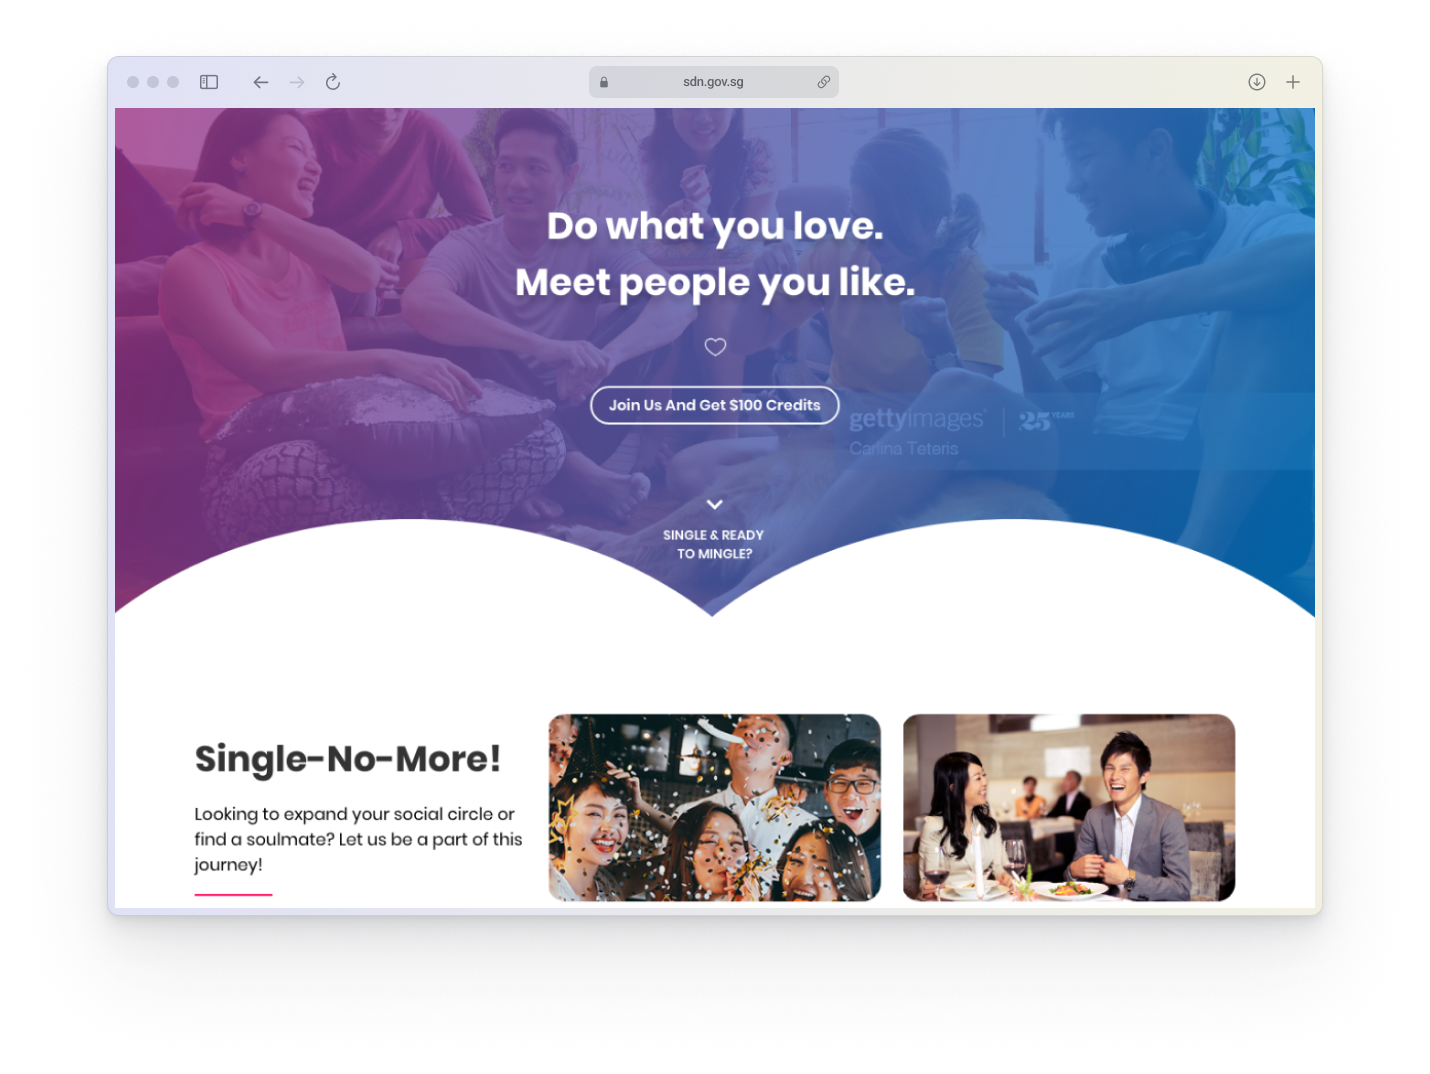 sdn.gov.sg
Do what you love.
Meet people you like.
Join Us And Get $100 Credits
gettyimages® | 25 YEARS
Carlina Teteris
SINGLE & READY
TO MINGLE?
Single-No-More!
Looking to expand your social circle or
find a soulmate? Let us be a part of this
journey!